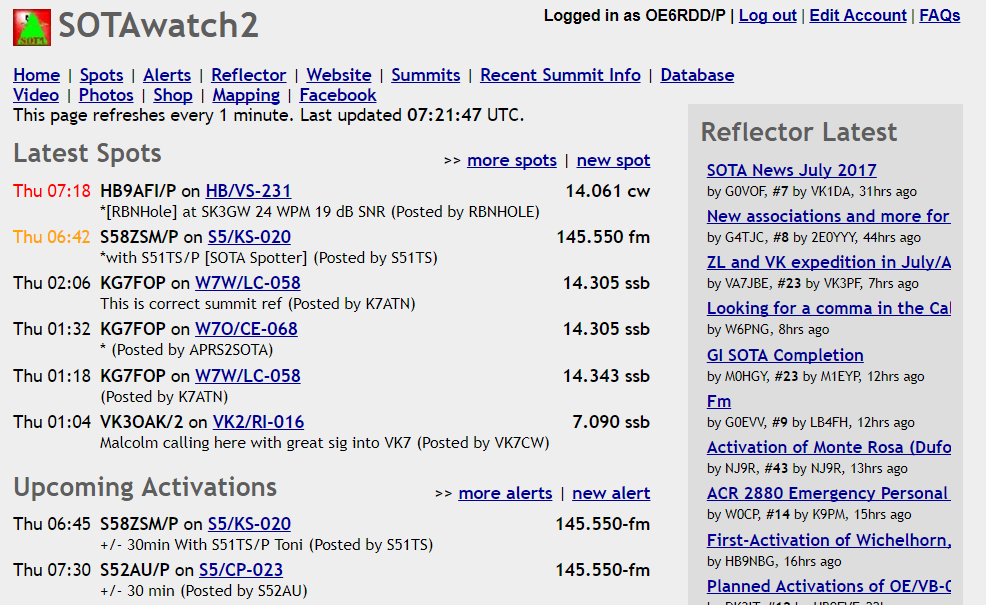 SOTA
SOTAwatch2
Logged in as OE6RDD/P | Log out | Edit Account | FAQs
Home | Spots | Alerts | Reflector | Website | Summits | Recent Summit Info | Database
Video | Photos | Shop | Mapping | Facebook
This page refreshes every 1 minute. Last updated 07:21:47 UTC.
Latest Spots
>> more spots | new spot
Thu 07:18 HB9AFI/P on HB/VS-231 14.061 cw
*[RBNHole] at SK3GW 24 WPM 19 dB SNR (Posted by RBNHOLE)
Thu 06:42 S58ZSM/P on S5/KS-020 145.550 fm
*with S51TS/P [SOTA Spotter] (Posted by S51TS)
Thu 02:06 KG7FOP on W7W/LC-058 14.305 ssb
This is correct summit ref (Posted by K7ATN)
Thu 01:32 KG7FOP on W7O/CE-068 14.305 ssb
* (Posted by APRS2SOTA)
Thu 01:18 KG7FOP on W7W/LC-058 14.343 ssb
(Posted by K7ATN)
Thu 01:04 VK3OAK/2 on VK2/RI-016 7.090 ssb
Malcolm calling here with great sig into VK7 (Posted by VK7CW)
Upcoming Activations
>> more alerts | new alert
Thu 06:45 S58ZSM/P on S5/KS-020 145.550-fm
+/- 30min With S51TS/P Toni (Posted by S51TS)
Thu 07:30 S52AU/P on S5/CP-023 145.550-fm
+/- 30 min (Posted by S52AU)
Reflector Latest
SOTA News July 2017
by G0VOF, #7 by VK1DA, 31hrs ago
New associations and more for
by G4TJC, #8 by 2E0YYY, 44hrs ago
ZL and VK expedition in July/A
by VA7JBE, #23 by VK3PF, 7hrs ago
Looking for a comma in the Cal
by W6PNG, 8hrs ago
GI SOTA Completion
by M0HGY, #23 by M1EYP, 12hrs ago
Fm
by G0EVV, #9 by LB4FH, 12hrs ago
Activation of Monte Rosa (Dufo
by NJ9R, #43 by NJ9R, 13hrs ago
ACR 2880 Emergency Personal
by W0CP, #14 by K9PM, 15hrs ago
First-Activation of Wichelhorn,
by HB9NBG, 16hrs ago
Planned Activations of OE/VB-0